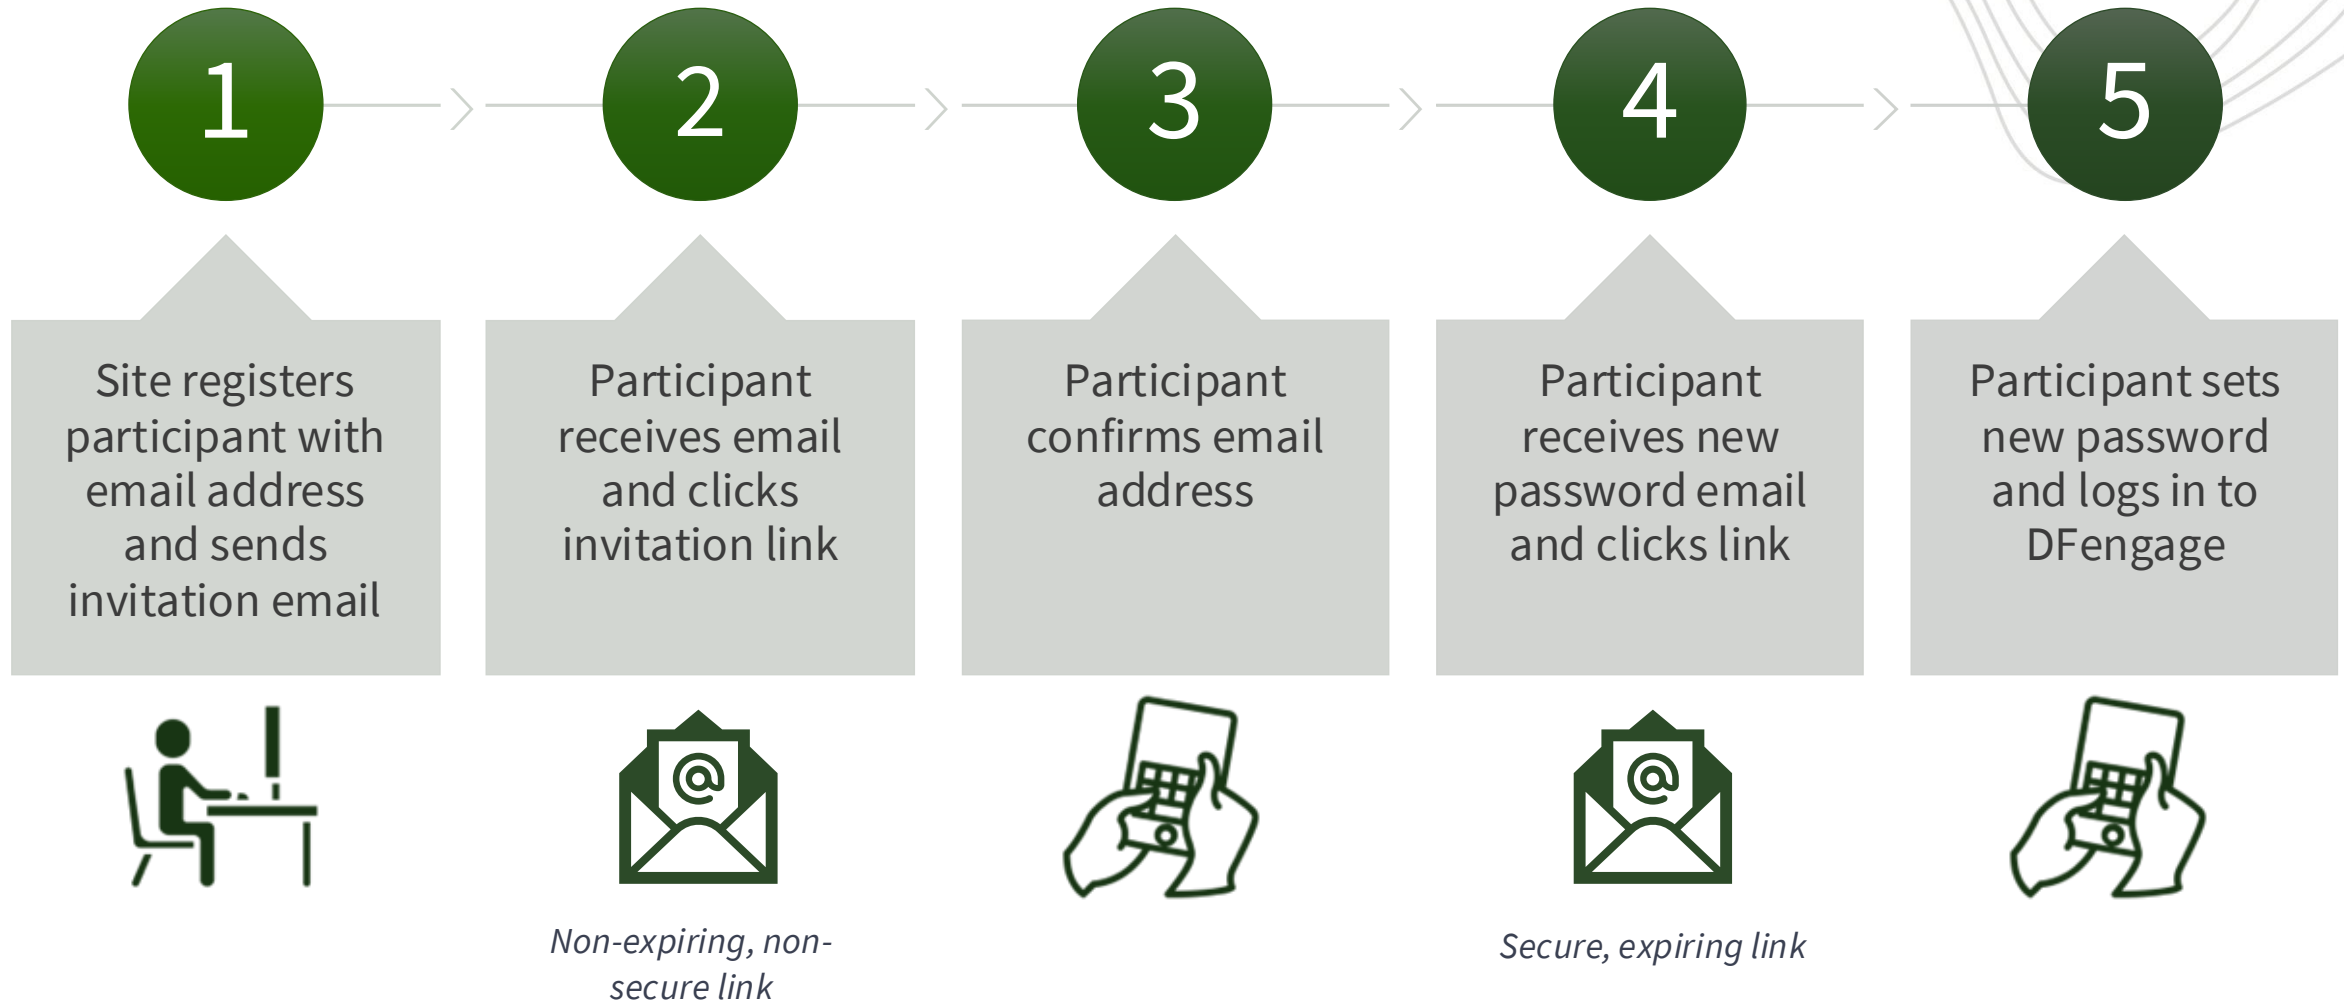 1
2
3
4
5
Site registers
participant with
email address
and sends
invitation email
Participant
receives email
and clicks
invitation link
Participant
confirms email
address
Participant
receives new
password email
and clicks link
Participant sets
new password
and logs in to
DFengage
@
@
Non-expiring, non-
secure link
Secure, expiring link